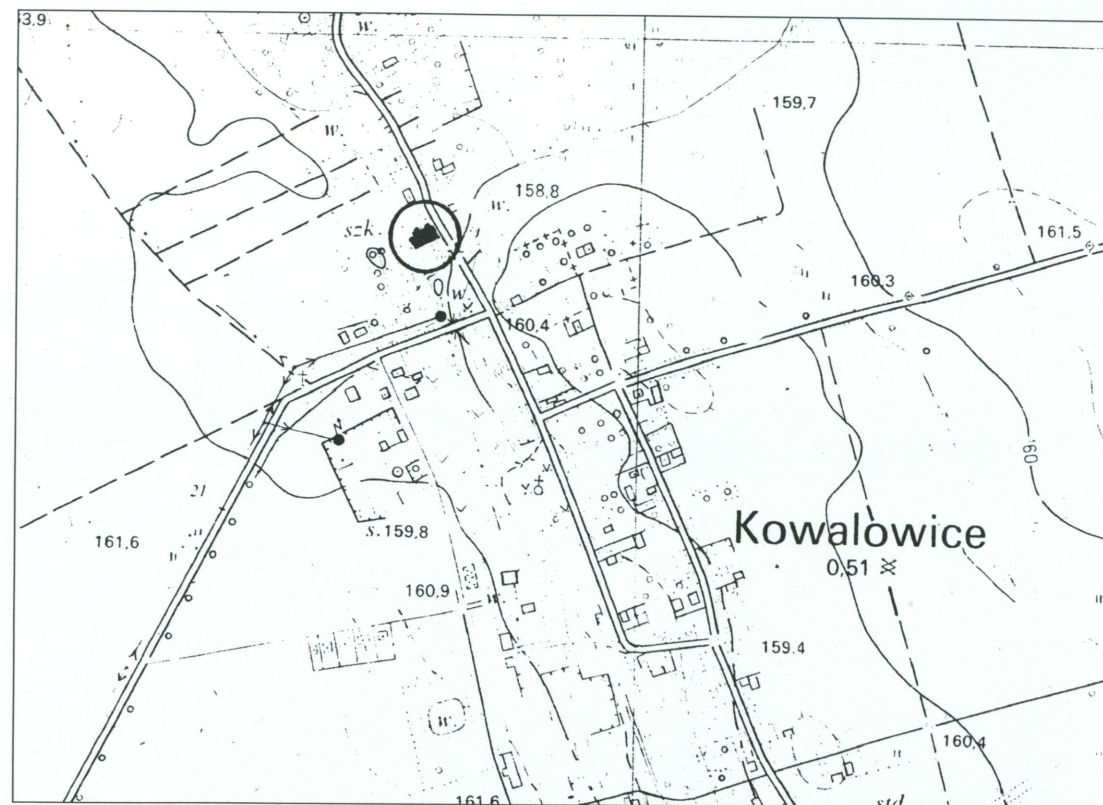 3,9
w.
159,7
w.
158,8
w.
szk.
161,5
160,3
w.
160,4
160
21
161,6
s. 159,8
Kowalowice
0,51
160,9
w.
159.4
w.
160,4
161,6
std.